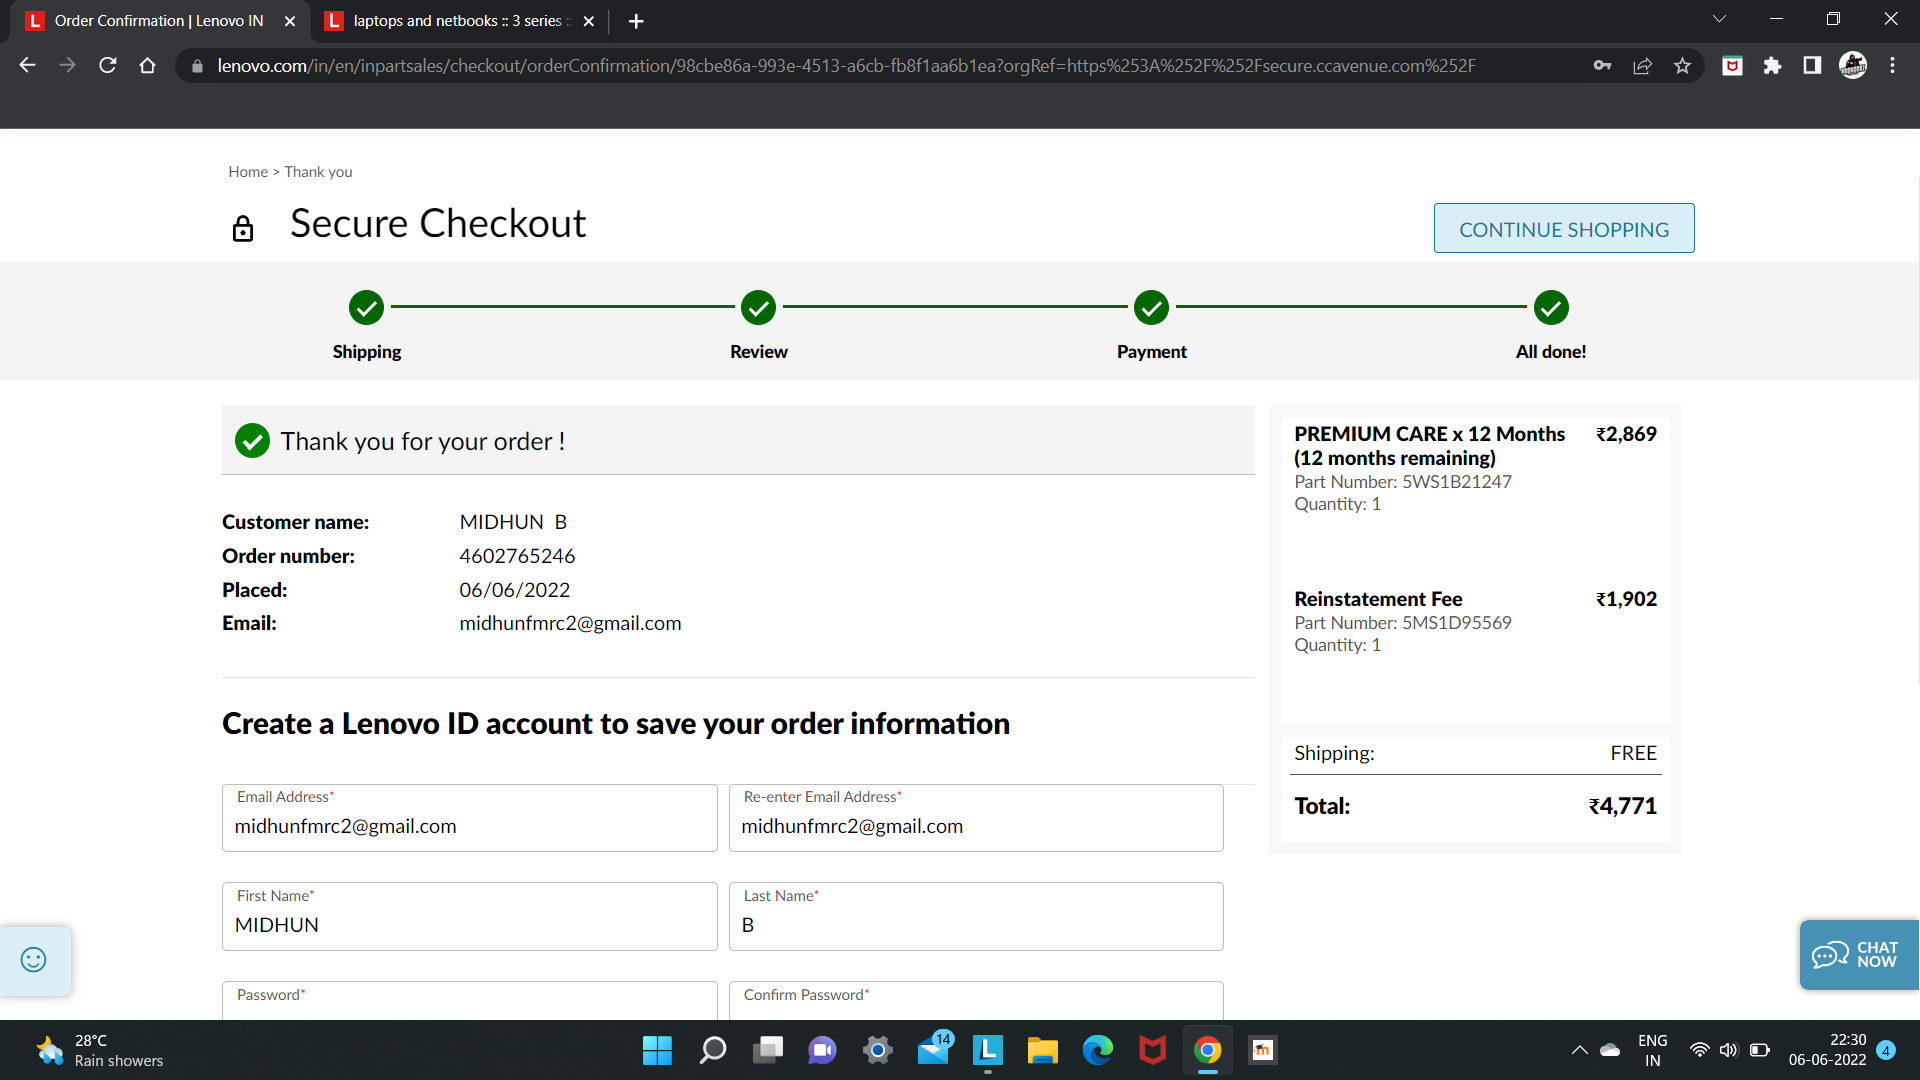 Order Confirmation | Lenovo IN
laptops and netbooks :: 3 series ::
lenovo.com/in/en/inpartsales/checkout/orderConfirmation/98cbe86a-993e-4513-a6cb-fb8f1aa6b1ea?orgRef=https%253A%252F%252Fsecure.ccavenue.com%252F
Home > Thank you
Secure Checkout
CONTINUE SHOPPING
Shipping
Review
Payment
All done!
Thank you for your order !
Customer name: MIDHUN B
Order number: 4602765246
Placed: 06/06/2022
Email: midhunfmrc2@gmail.com
PREMIUM CARE x 12 Months ₹2,869
(12 months remaining)
Part Number: 5WS1B21247
Quantity: 1
Reinstatement Fee ₹1,902
Part Number: 5MS1D95569
Quantity: 1
Shipping: FREE
Total: ₹4,771
Create a Lenovo ID account to save your order information
Email Address*
midhunfmrc2@gmail.com
Re-enter Email Address*
midhunfmrc2@gmail.com
First Name*
MIDHUN
Last Name*
B
Password*
Confirm Password*
CHAT
NOW
28°C
Rain showers
14
ENG
IN
22:30
06-06-2022
4